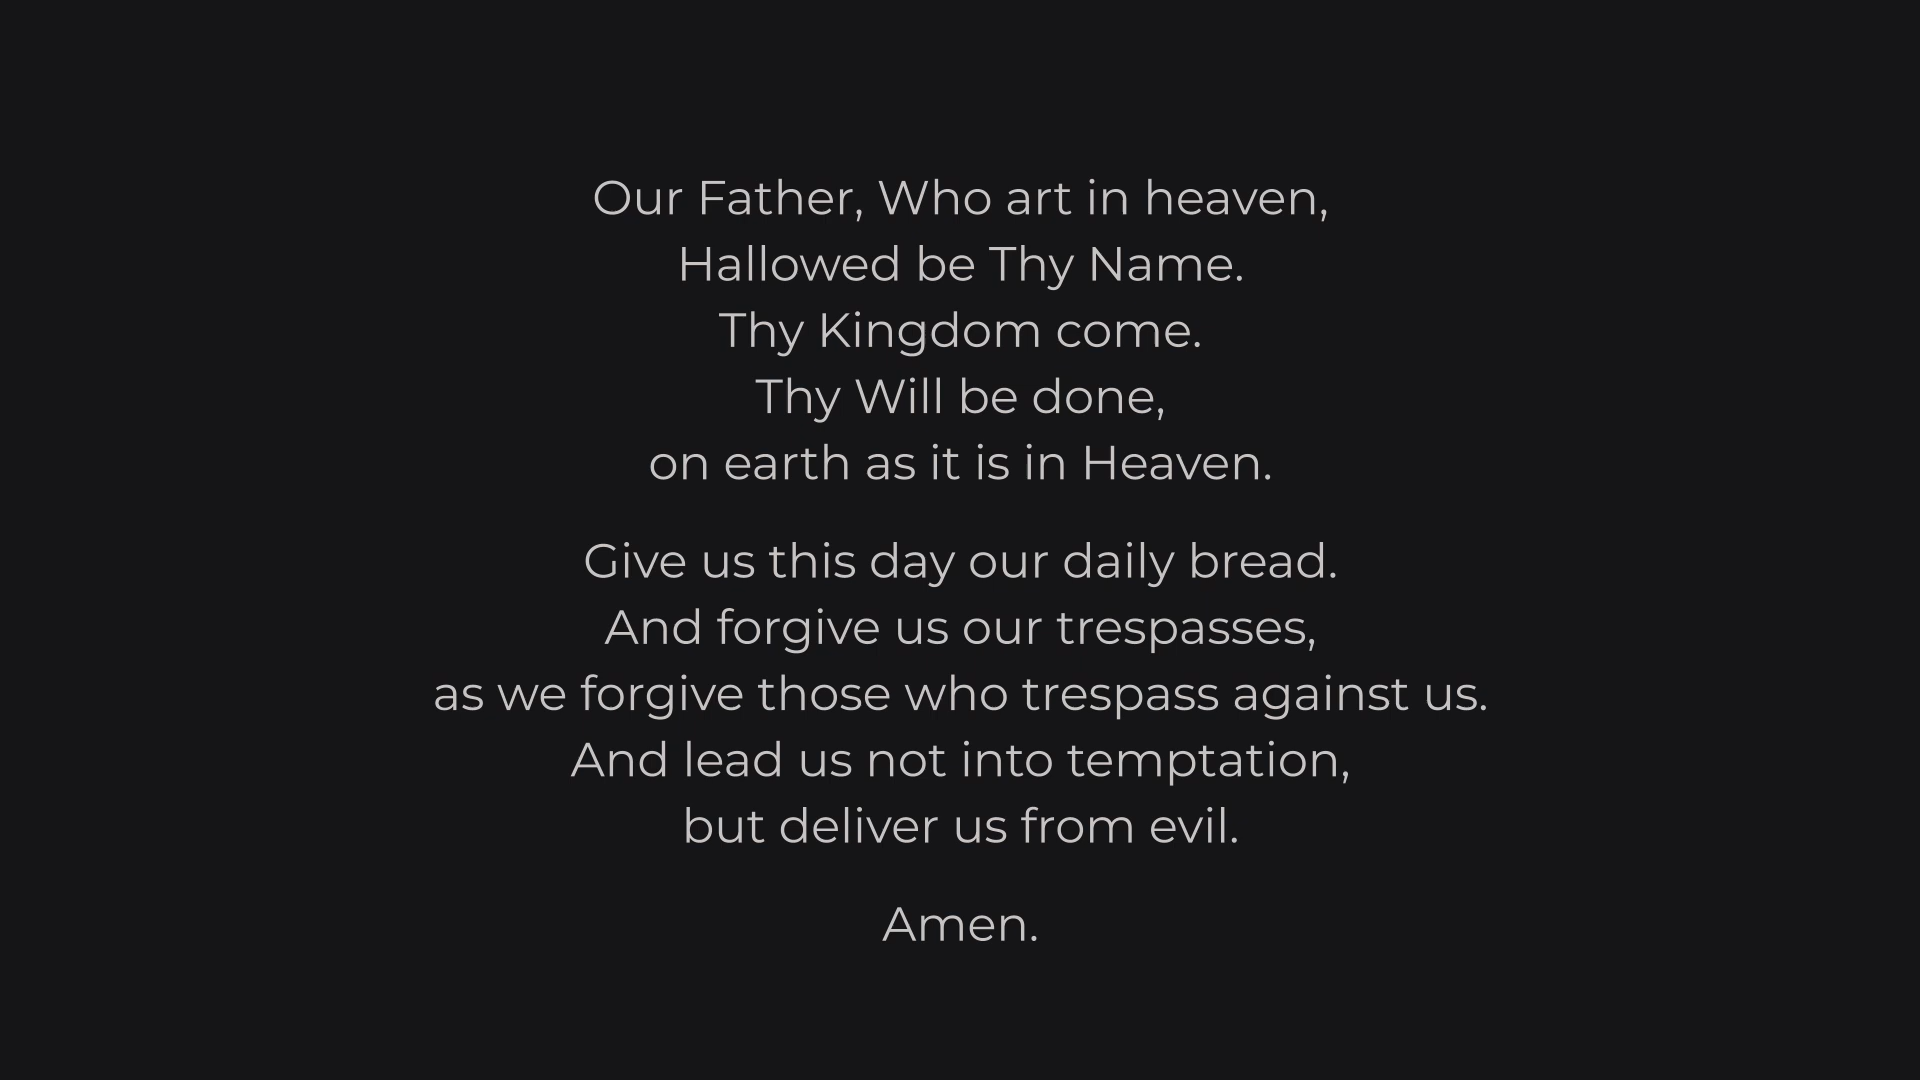 Our Father, Who art in heaven,
Hallowed be Thy Name.
Thy Kingdom come.
Thy Will be done,
on earth as it is in Heaven.
Give us this day our daily bread.
And forgive us our trespasses,
as we forgive those who trespass against us.
And lead us not into temptation,
but deliver us from evil.
Amen.